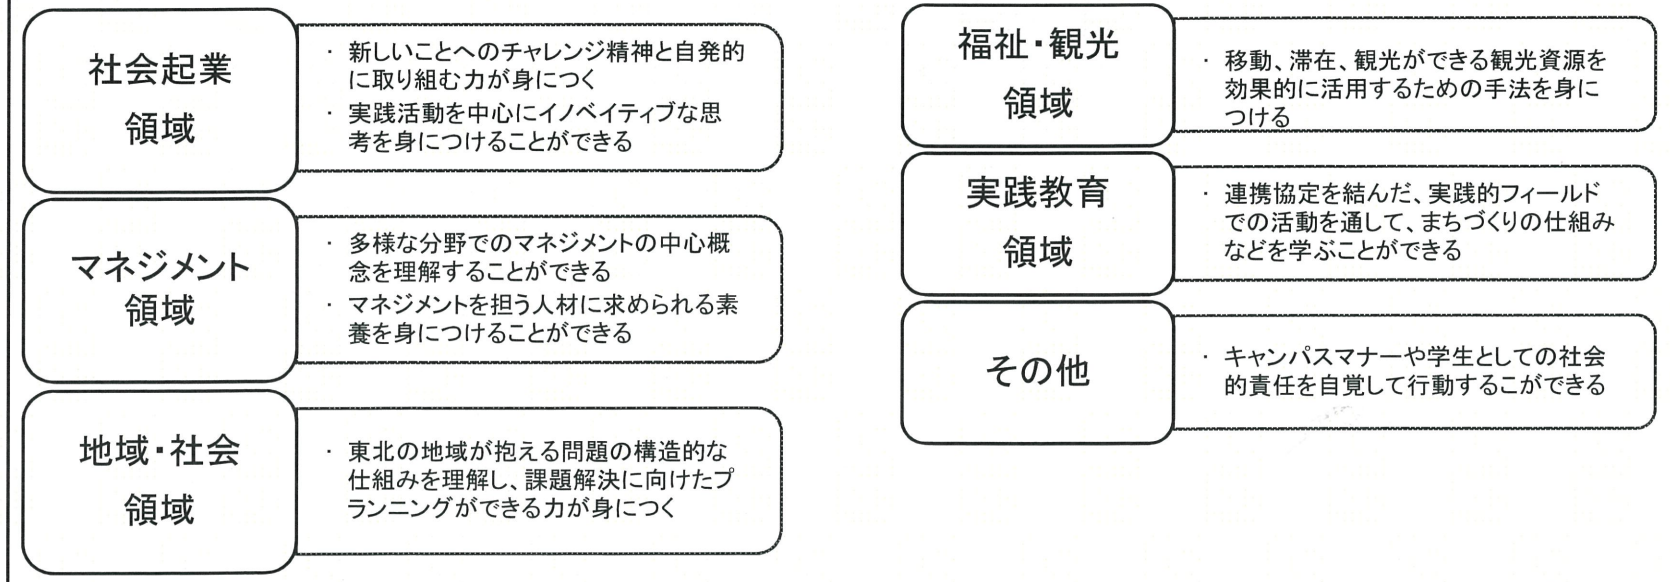 社会起業
領域
・ 新しいことへのチャレンジ精神と自発的
に取り組む力が身につく
・ 実践活動を中心にイノベイティブな思
考を身につけることができる
マネジメント
領域
・ 多様な分野でのマネジメントの中心概
念を理解することができる
・ マネジメントを担う人材に求められる素
養を身につけることができる
地域・社会
領域
・ 東北の地域が抱える問題の構造的な
仕組みを理解し、課題解決に向けたプ
ランニングができる力が身につく
福祉・観光
領域
・ 移動、滞在、観光ができる観光資源を
効果的に活用するための手法を身に
つける
実践教育
領域
・ 連携協定を結んだ、実践的フィールド
での活動を通して、まちづくりの仕組み
などを学ぶことができる
その他
・ キャンパスマナーや学生としての社会
的責任を自覚して行動するこができる